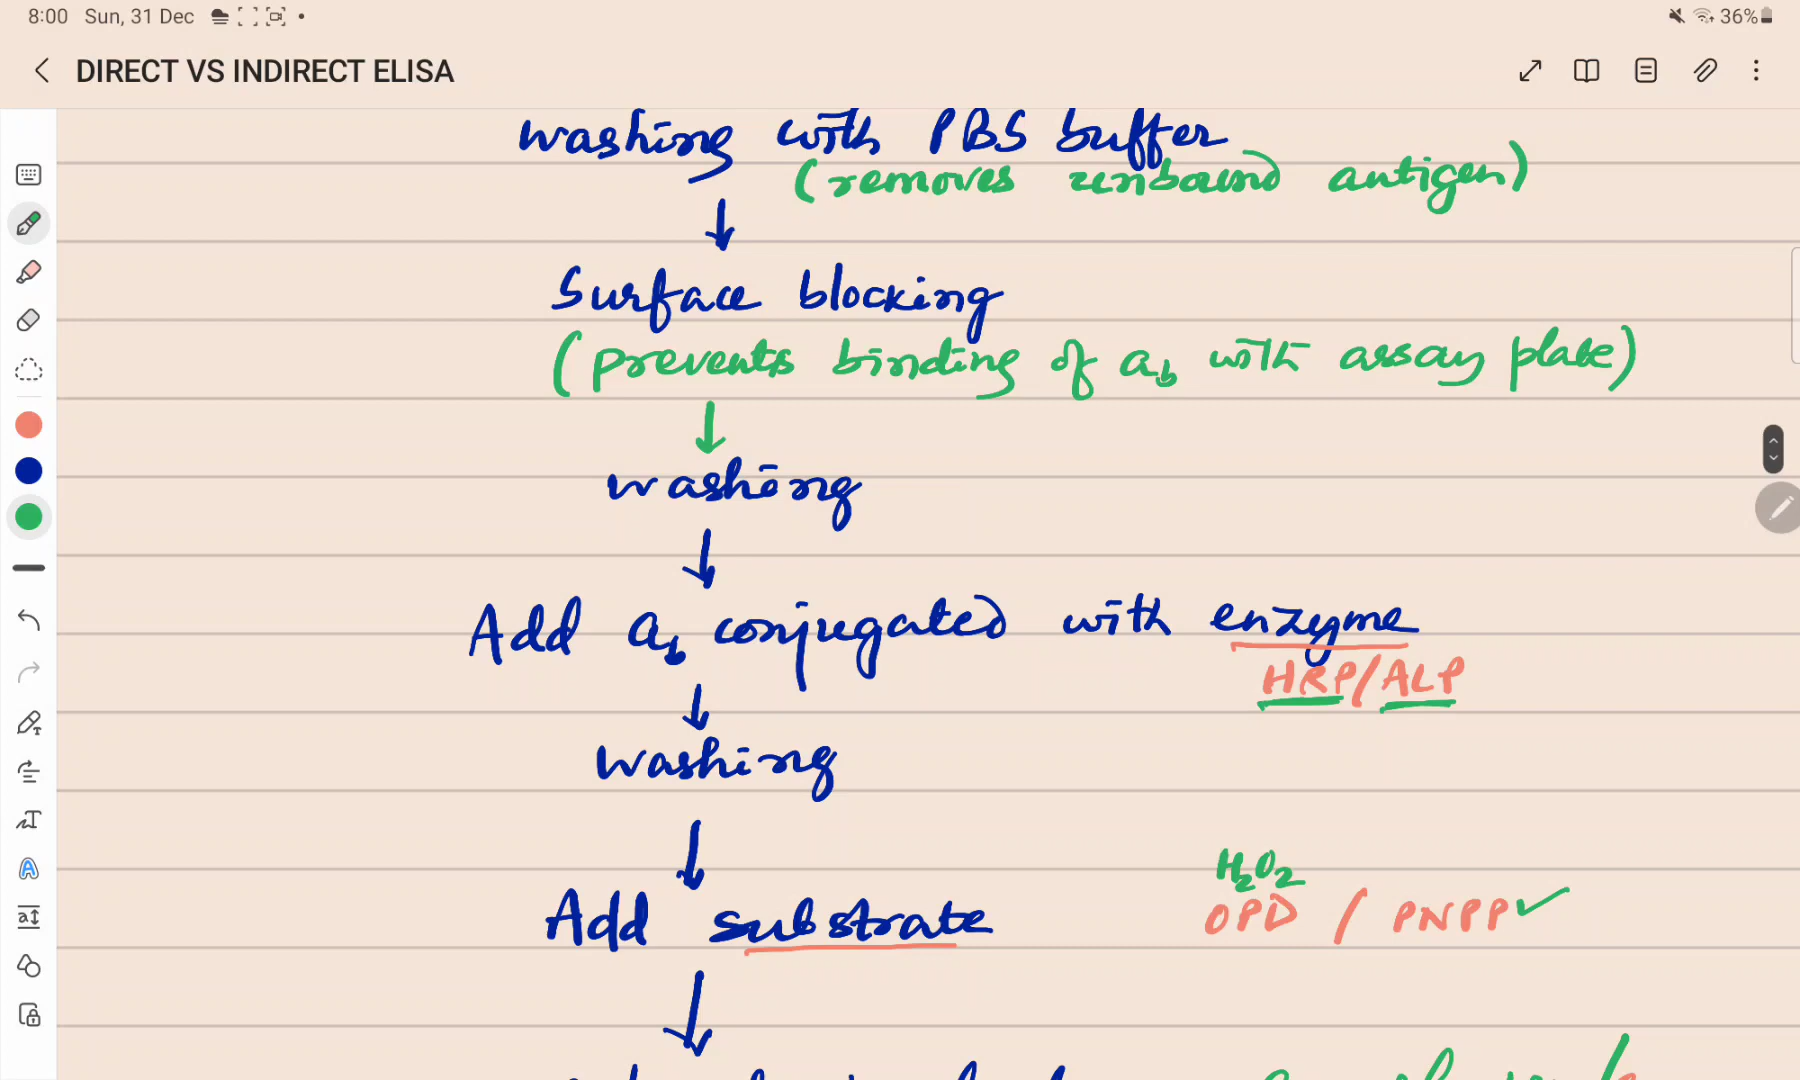 8:00 Sun, 31 Dec 36%
DIRECT VS INDIRECT ELISA
washing with PBS buffer
(removes unbound antigen)
Surface blocking
(prevents binding of ab with assay plate)
washing
Add ab conjugated with enzyme
HRP/ALP
washing
H2O2
Add substrate OPD / PNPP✓